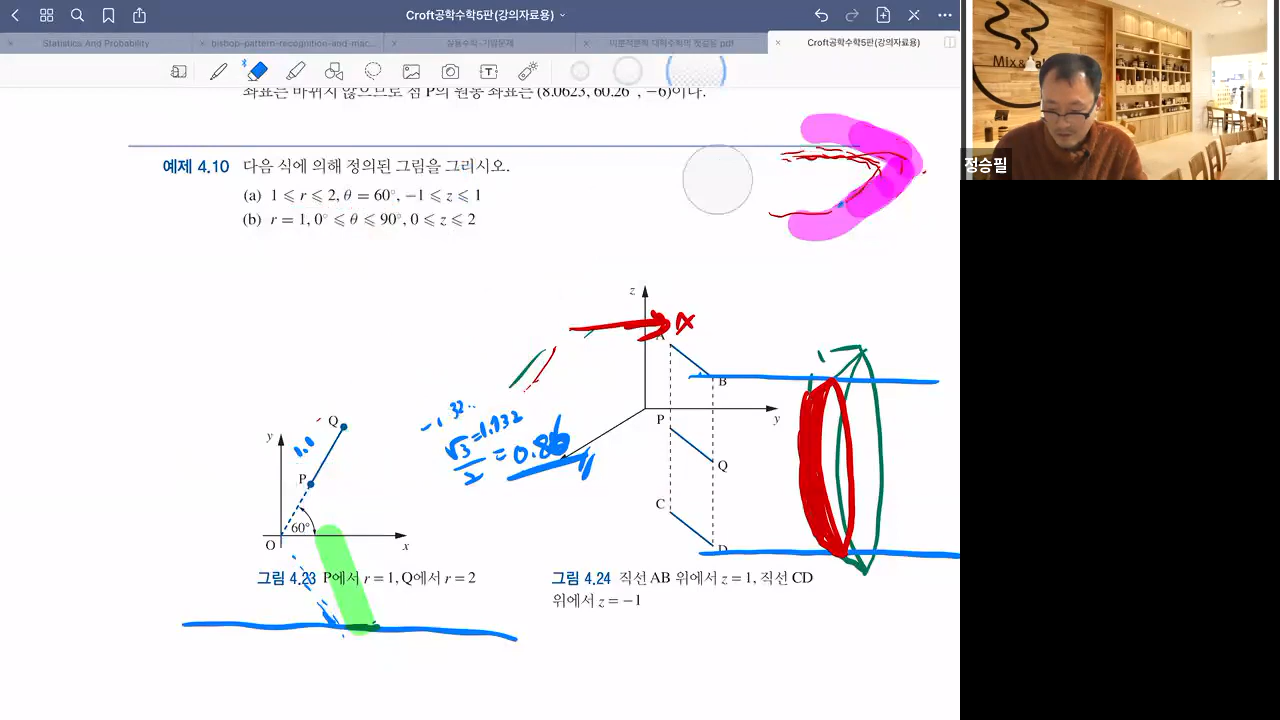 Croft공학수학5판(강의자료용)
Statistics And Probability
bishop-pattern-recognition-and-mac...
실용수학-기말문제
미분적분학 대학수학의 첫걸음.pdf
Croft공학수학5판(강의자료용)
좌표는 바뀌지 않으므로 점 P의 원통 좌표는 (8.0623, 60.26°, −6)이다.
예제 4.10 다음 식에 의해 정의된 그림을 그리시오.
(a) 1 ⩽ r ⩽ 2, θ = 60°, −1 ⩽ z ⩽ 1
(b) r = 1, 0° ⩽ θ ⩽ 90°, 0 ⩽ z ⩽ 2
z
A
B
y
P
Q
C
D
√3/2 = 1.732
= 0.86
y
Q
P
60°
O
x
그림 4.23 P에서 r = 1, Q에서 r = 2
그림 4.24 직선 AB 위에서 z = 1, 직선 CD
위에서 z = −1
정승필